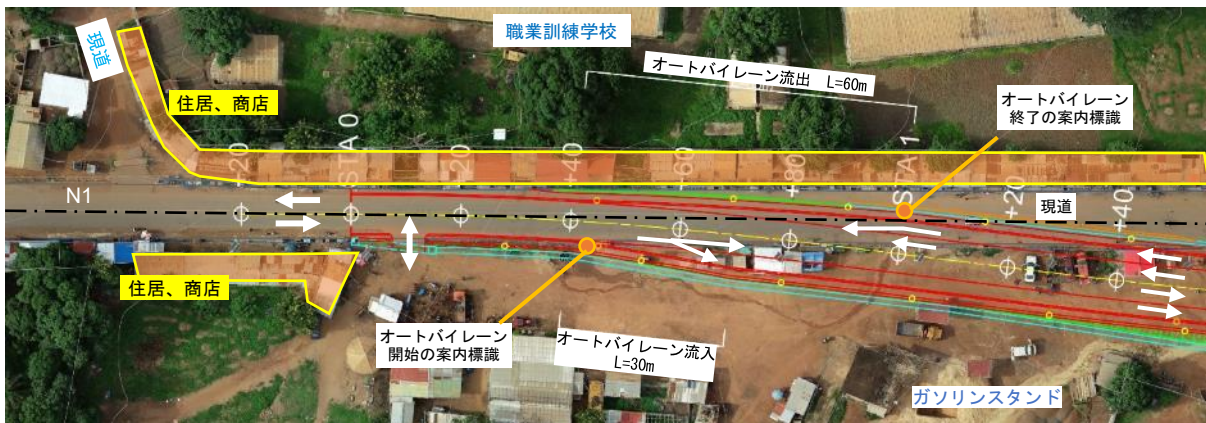 職業訓練学校
現道
オートバイレーン流出　L=60m
住居、商店
オートバイレーン
終了の案内標識
+20
STA 0
+20
+40
+60
+80
STA 1
+20
+40
N1
現道
住居、商店
オートバイレーン
開始の案内標識
オートバイレーン流入
L=30m
ガソリンスタンド